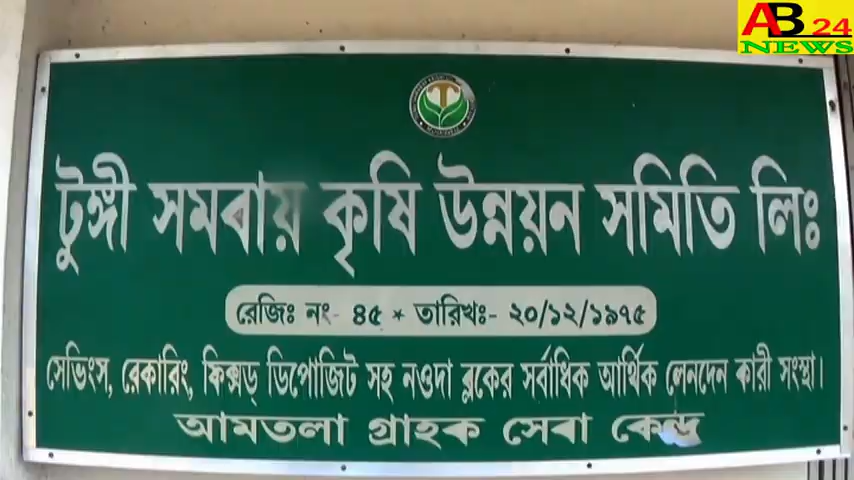 AB 24
NEWS
টুঙ্গী সমবায় কৃষি উন্নয়ন সমিতি লিঃ
রেজিঃ নং- ৪৫ * তারিখঃ- ২০/১২/১৯৭৫
সেভিংস, রেকারিং, ফিক্সড্ ডিপোজিট সহ নওদা ব্লকের সর্বাধিক আর্থিক লেনদেন কারী সংস্থা।
আমতলা গ্রাহক সেবা কেন্দ্র